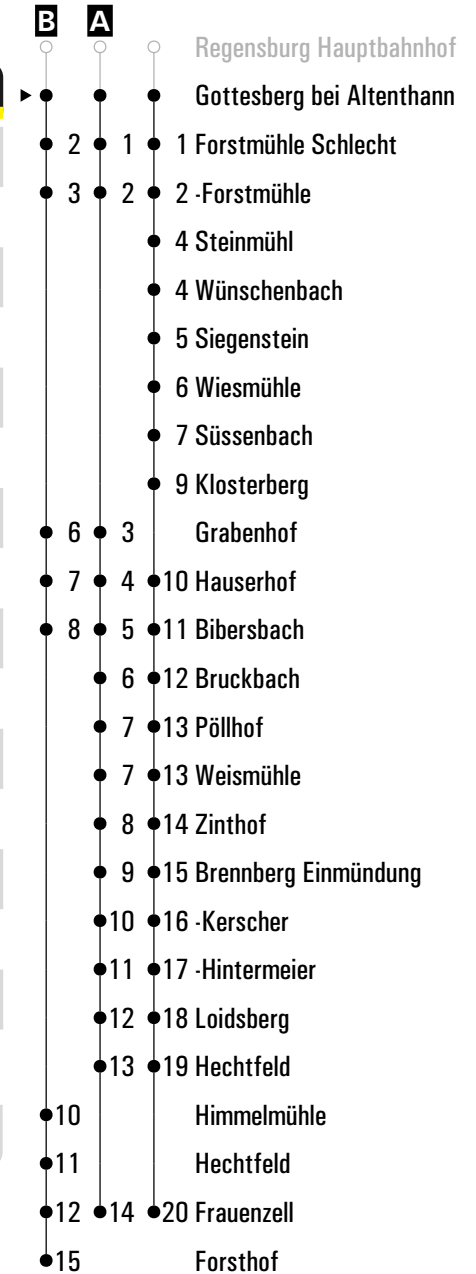 B A
Regensburg Hauptbahnhof
Gottesberg bei Altenthann
2 1 1 Forstmühle Schlecht
3 2 2 -Forstmühle
4 Steinmühl
4 Wünschenbach
5 Siegenstein
6 Wiesmühle
7 Süssenbach
9 Klosterberg
6 3 Grabenhof
7 4 10 Hauserhof
8 5 11 Bibersbach
6 12 Bruckbach
7 13 Pöllhof
7 13 Weismühle
8 14 Zinthof
9 15 Brennberg Einmündung
10 16 -Kerscher
11 17 -Hintermeier
12 18 Loidsberg
13 19 Hechtfeld
10 Himmelmühle
11 Hechtfeld
12 14 20 Frauenzell
15 Forsthof